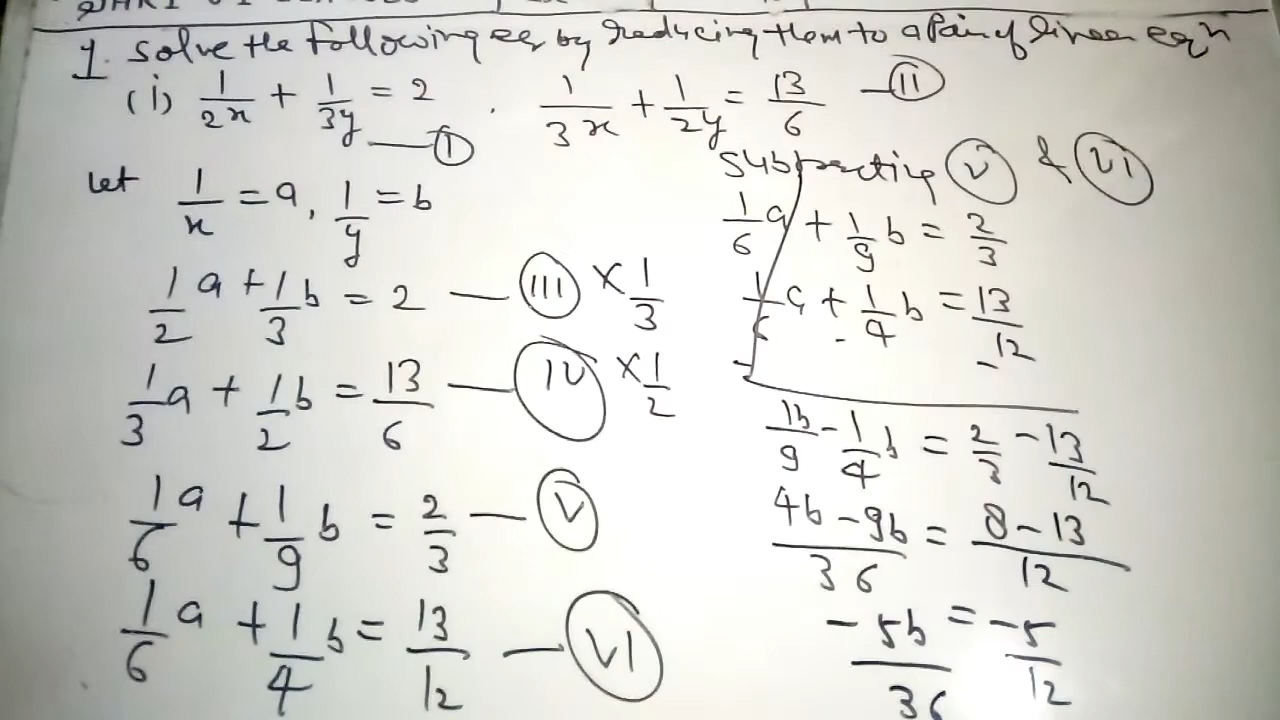 1. Solve the following eq by reducing them to a Pair of linear eqn
(i) 1/2x + 1/3y = 2 —(I) , 1/3x + 1/2y = 13/6 —(II)
let 1/x = a, 1/y = b
1/2 a + 1/3 b = 2 —(III) × 1/3
1/3 a + 1/2 b = 13/6 —(IV) × 1/2
1/6 a + 1/9 b = 2/3 —(V)
1/6 a + 1/4 b = 13/12 —(VI)
Subtracting (V) & (VI)
1/6 a + 1/9 b = 2/3
1/6 a + 1/4 b = 13/12
- - -
1b/9 - 1/4 b = 2/3 - 13/12
4b - 9b/36 = 8 - 13/12
-5b/36 = -5/12